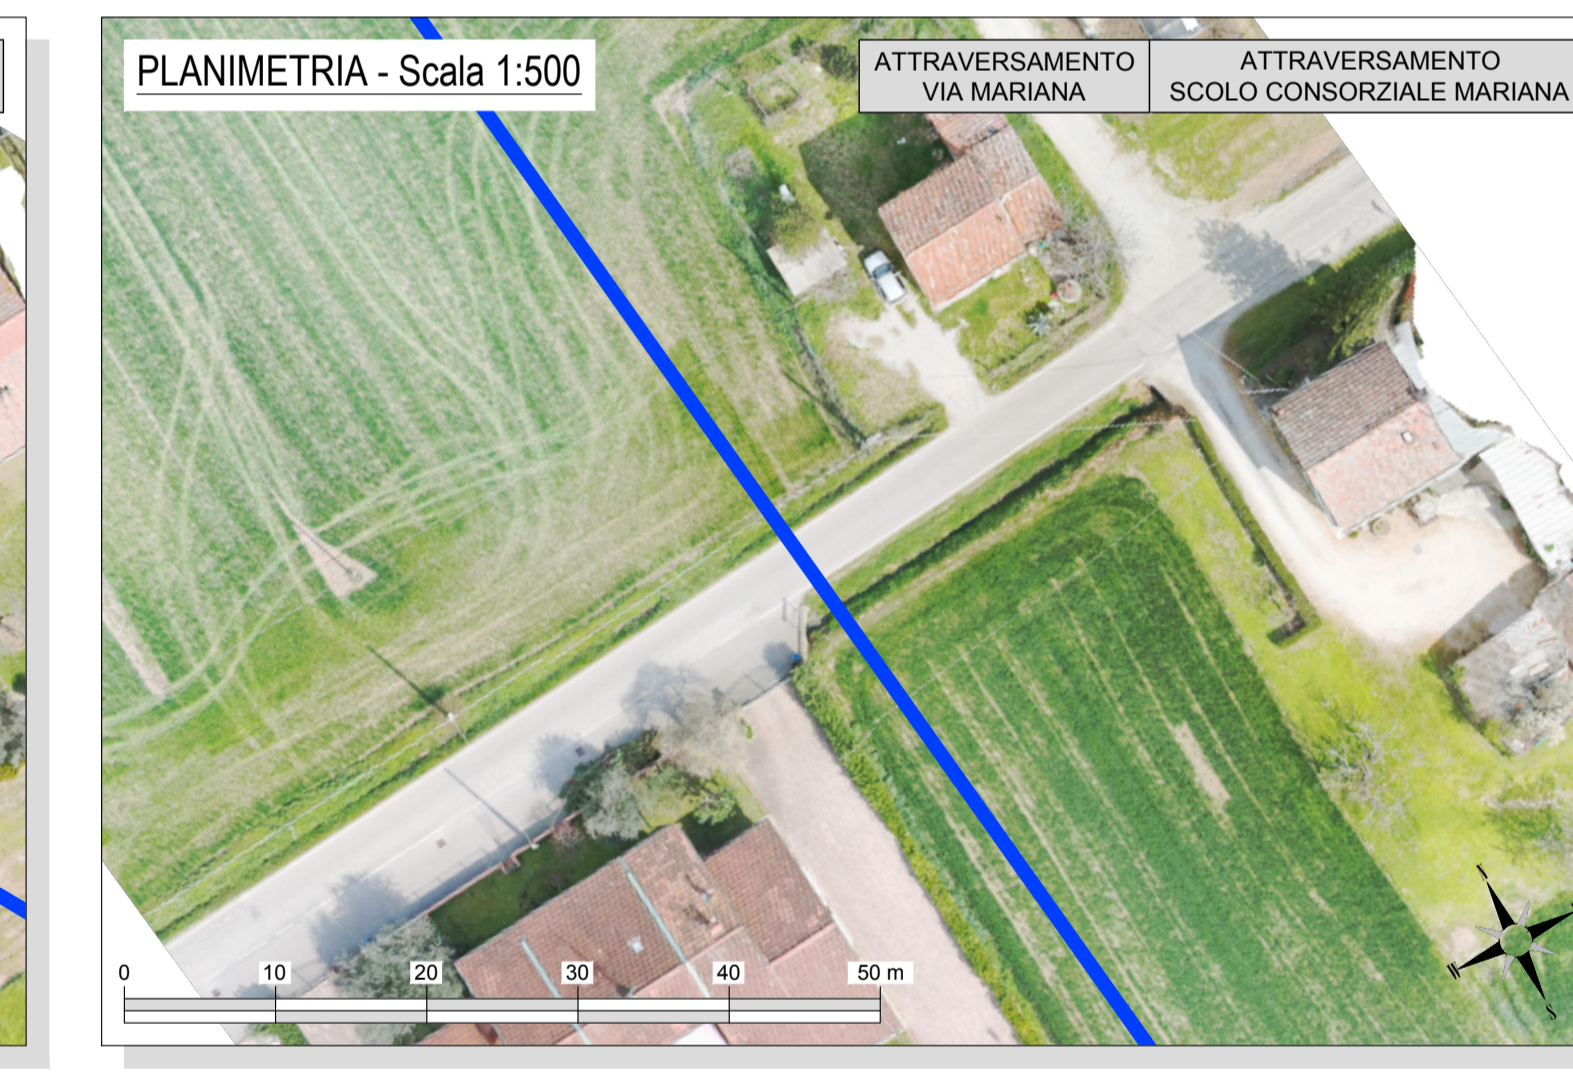 PLANIMETRIA - Scala 1:500
ATTRAVERSAMENTO
VIA MARIANA
ATTRAVERSAMENTO
SCOLO CONSORZIALE MARIANA
0 10 20 30 40 50 m
S